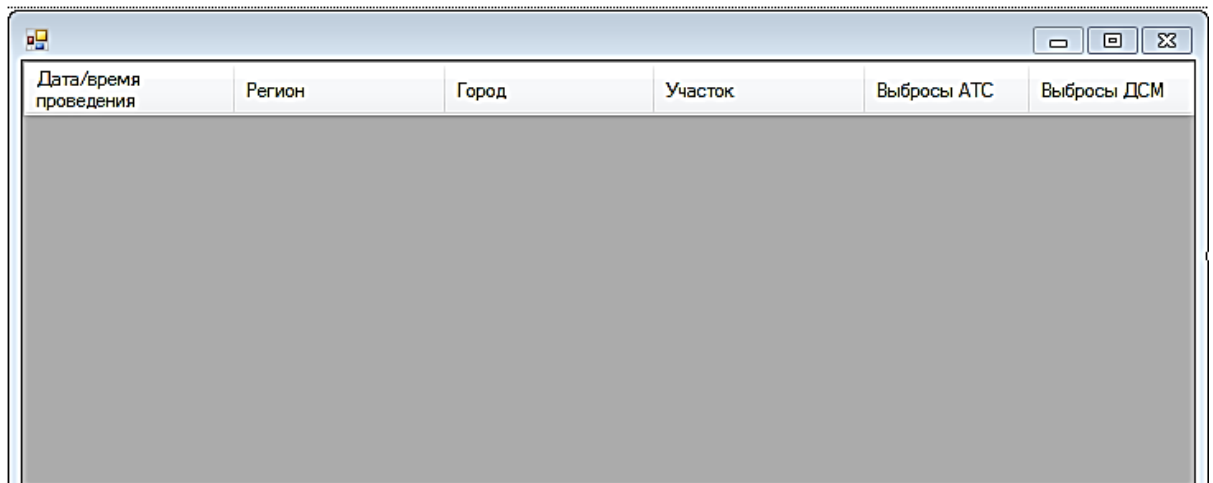 Дата/время
проведения
Регион
Город
Участок
Выбросы АТС
Выбросы ДСМ